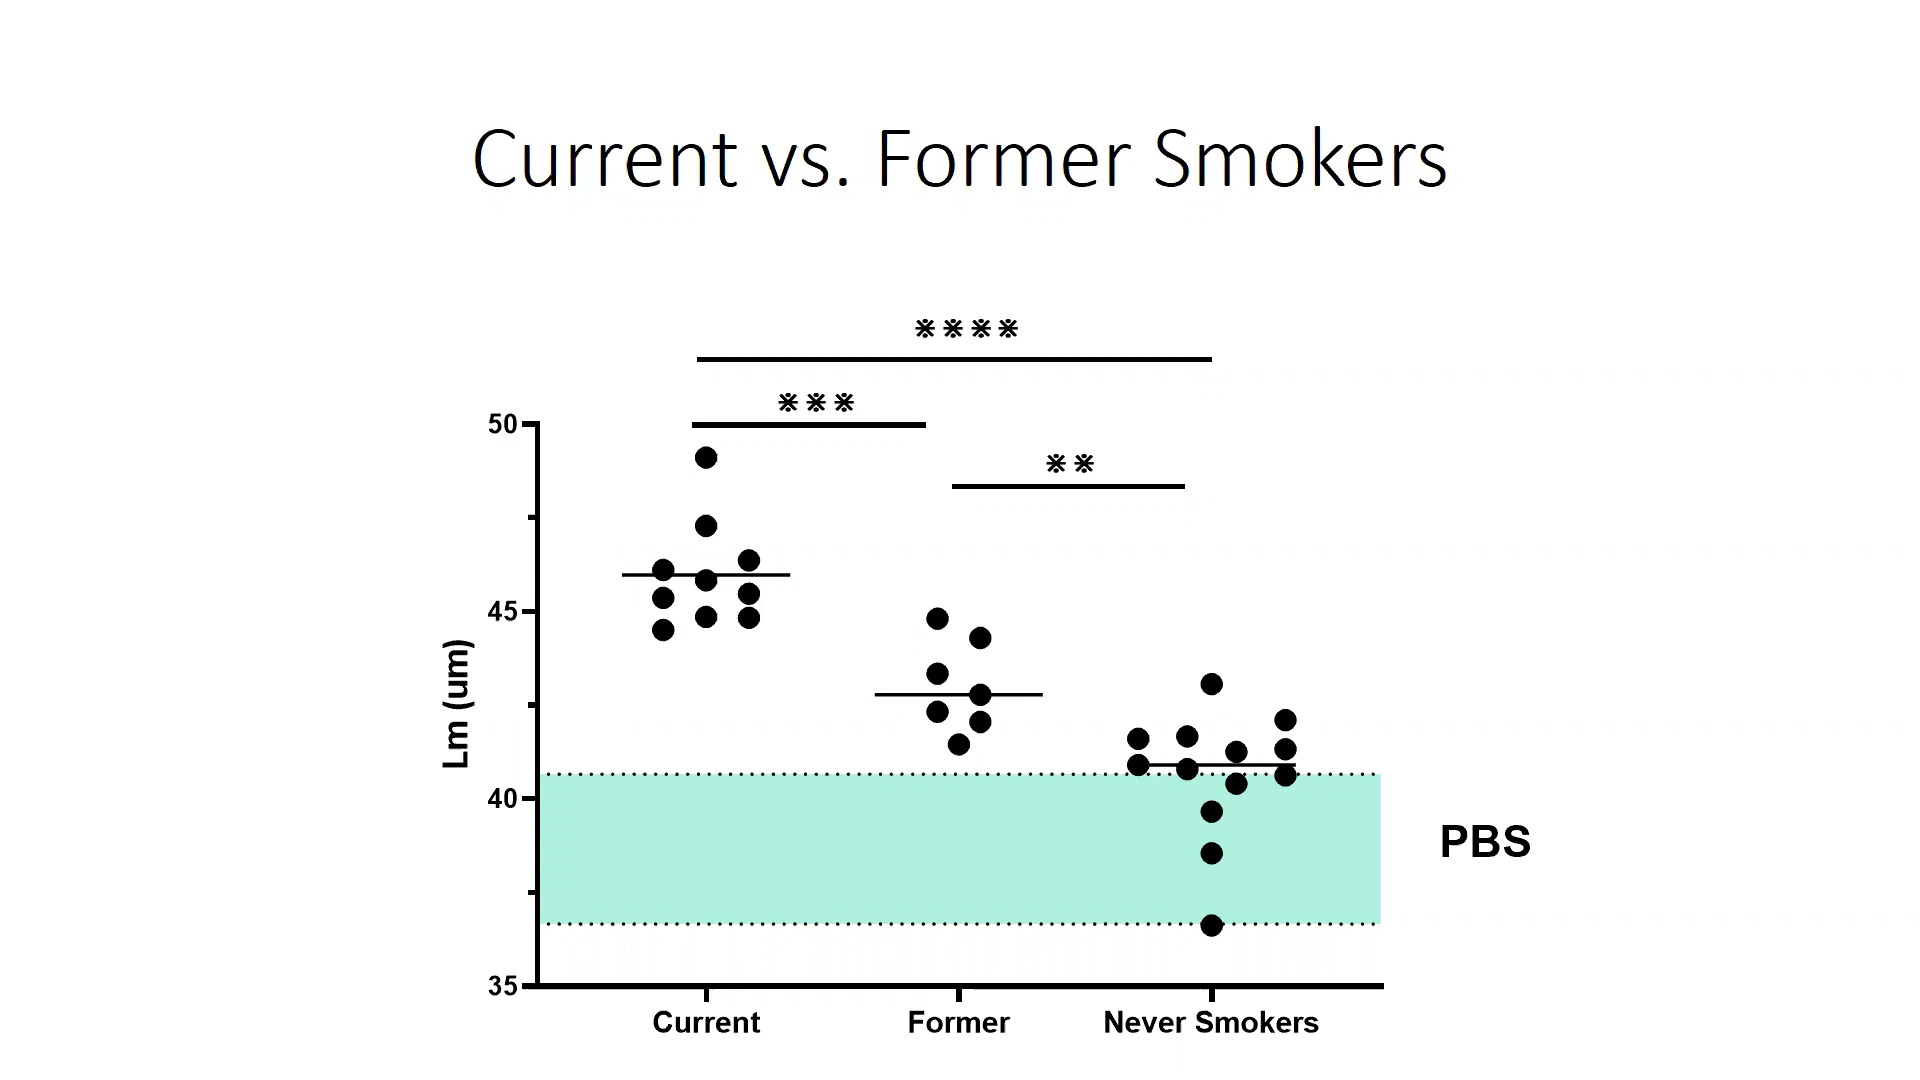 Current vs. Former Smokers
※※※※
※※※
※※
50
45
40
35
Lm (um)
PBS
Current Former Never Smokers